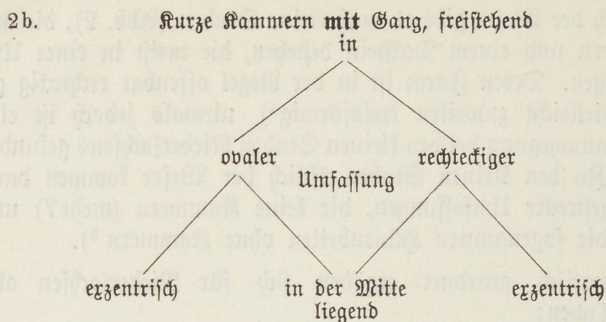 2b. Kurze Kammern mit Gang, freistehend
in
ovaler rechteckiger
Umfassung
exzentrisch in der Mitte exzentrisch
liegend